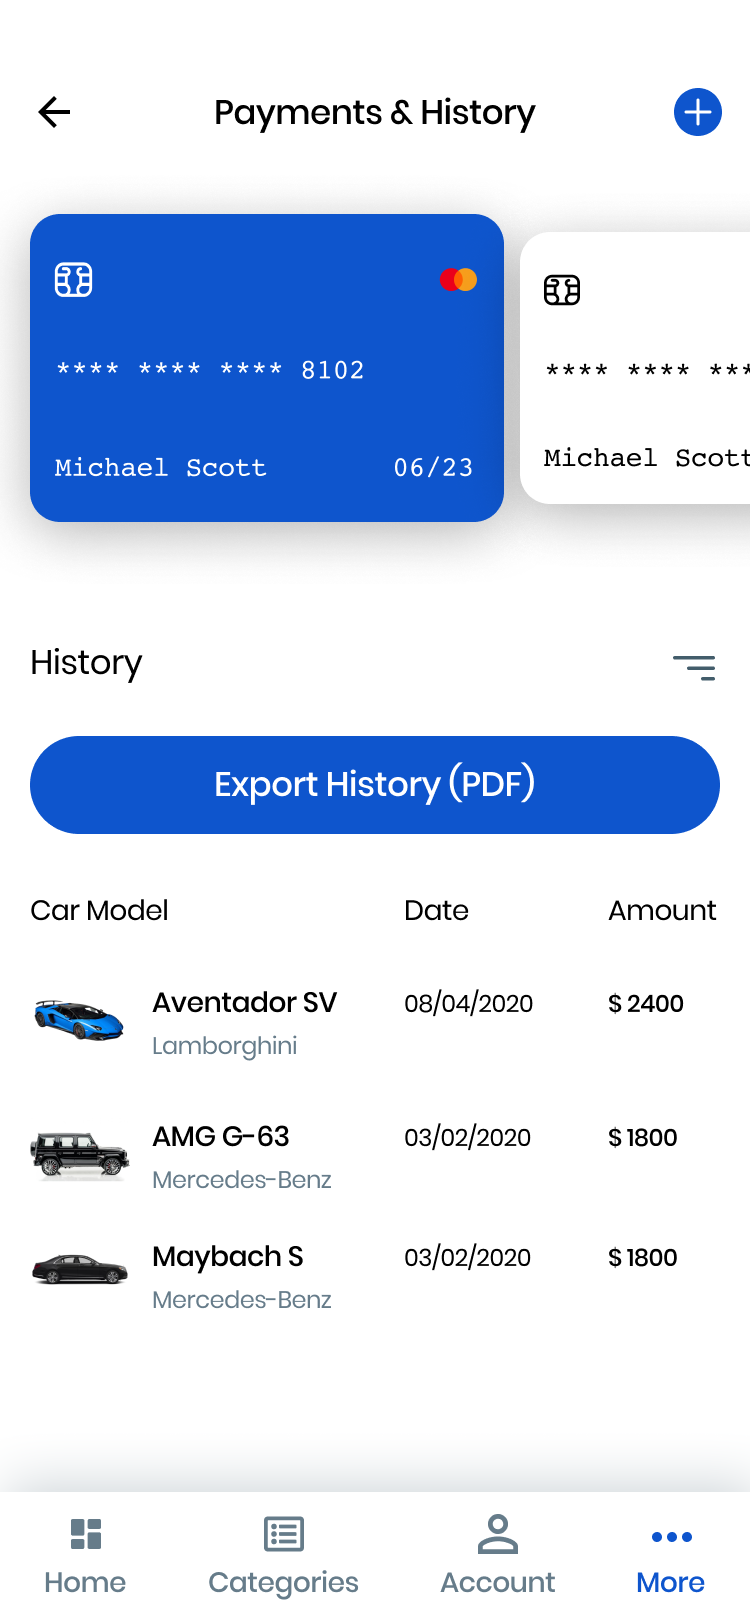 Payments & History
**** **** **** 8102
Michael Scott 06/23
**** **** ***
Michael Scott
History
Export History (PDF)
Car Model Date Amount
Aventador SV 08/04/2020 $ 2400
Lamborghini
AMG G-63 03/02/2020 $ 1800
Mercedes-Benz
Maybach S 03/02/2020 $ 1800
Mercedes-Benz
Home Categories Account More